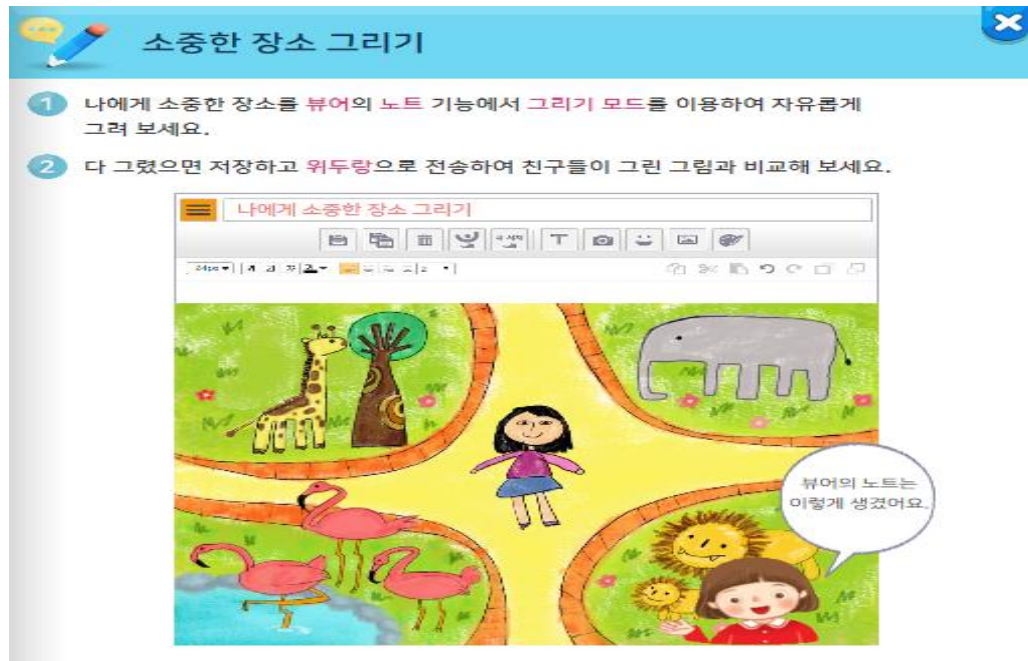 소중한 장소 그리기
1 나에게 소중한 장소를 뷰어의 노트 기능에서 그리기 모드를 이용하여 자유롭게
그려 보세요.
2 다 그렸으면 저장하고 위두랑으로 전송하여 친구들이 그린 그림과 비교해 보세요.
나에게 소중한 장소 그리기
뷰어의 노트는
이렇게 생겼어요.